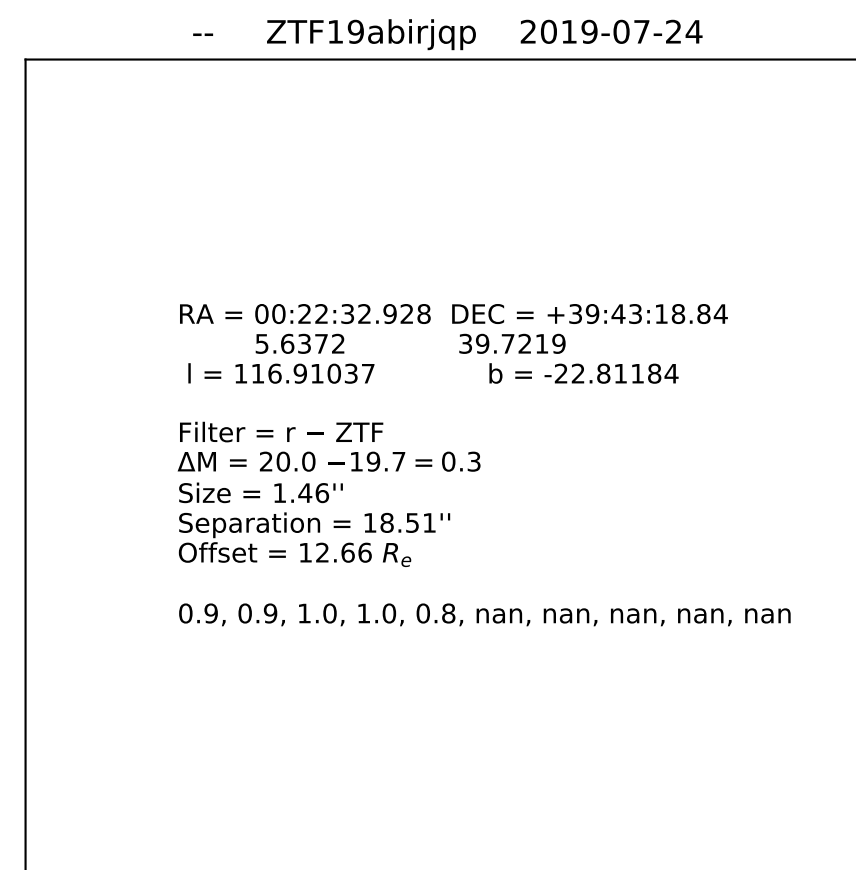 -- ZTF19abirjqp 2019-07-24
RA = 00:22:32.928 DEC = +39:43:18.84
5.6372 39.7219
l = 116.91037 b = -22.81184
Filter = r − ZTF
ΔM = 20.0 −19.7 = 0.3
Size = 1.46''
Separation = 18.51''
Offset = 12.66 Re
0.9, 0.9, 1.0, 1.0, 0.8, nan, nan, nan, nan, nan